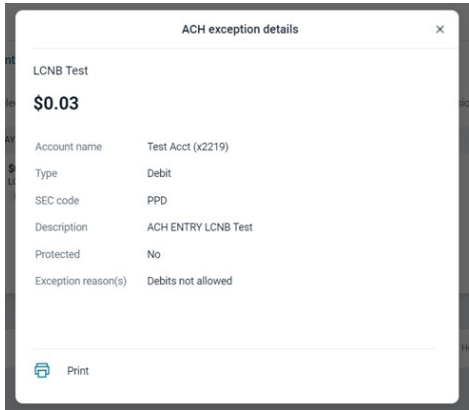 ACH exception details
LCNB Test
$0.03
Account name Test Acct (x2219)
Type Debit
SEC code PPD
Description ACH ENTRY LCNB Test
Protected No
Exception reason(s) Debits not allowed
Print